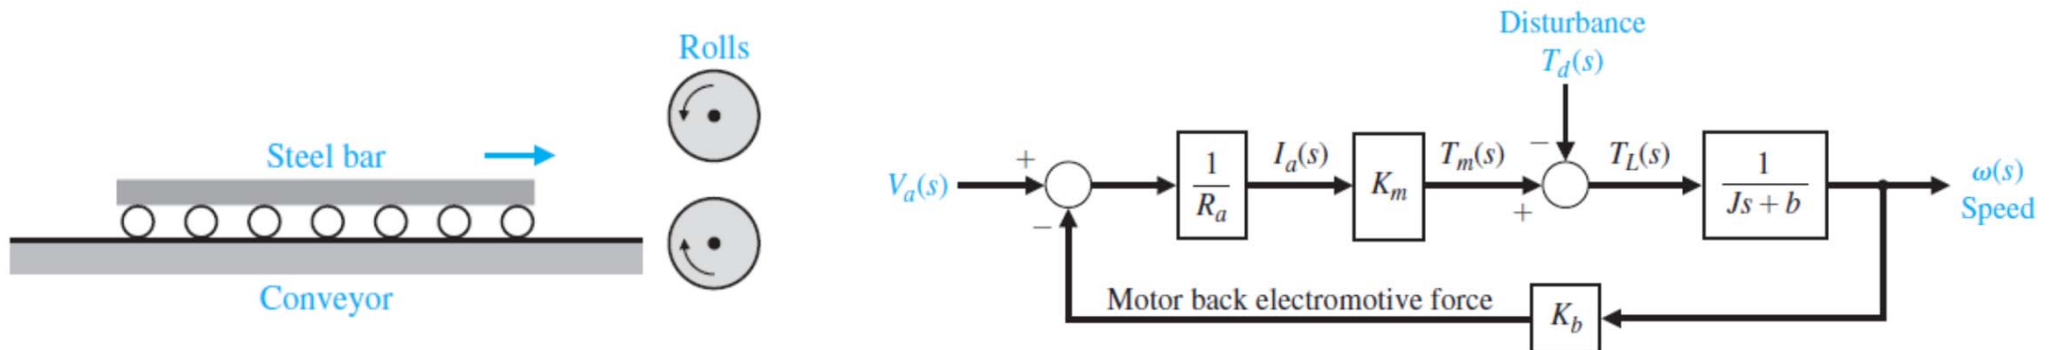 Rolls
Steel bar
Conveyor
Disturbance
T_d(s)
V_a(s)
+
−
1
R_a
I_a(s)
K_m
T_m(s)
−
+
T_L(s)
1
Js + b
ω(s)
Speed
Motor back electromotive force
K_b